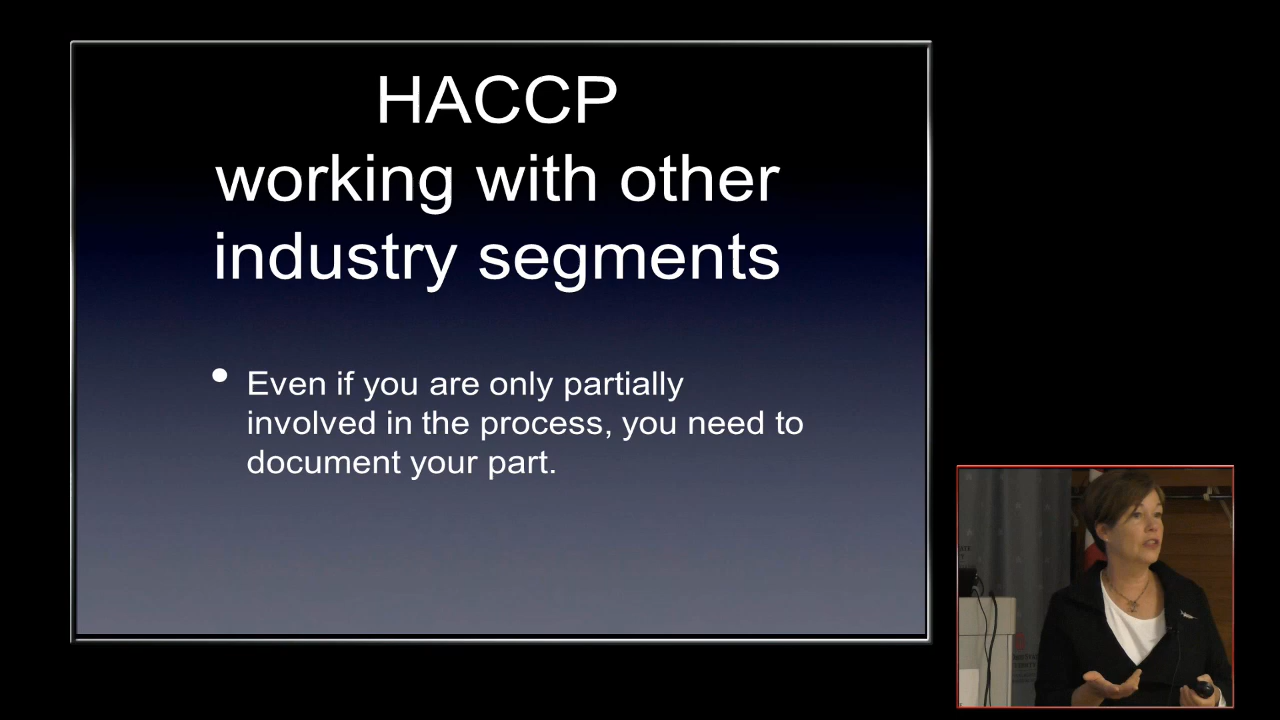 HACCP
working with other
industry segments
• Even if you are only partially
involved in the process, you need to
document your part.